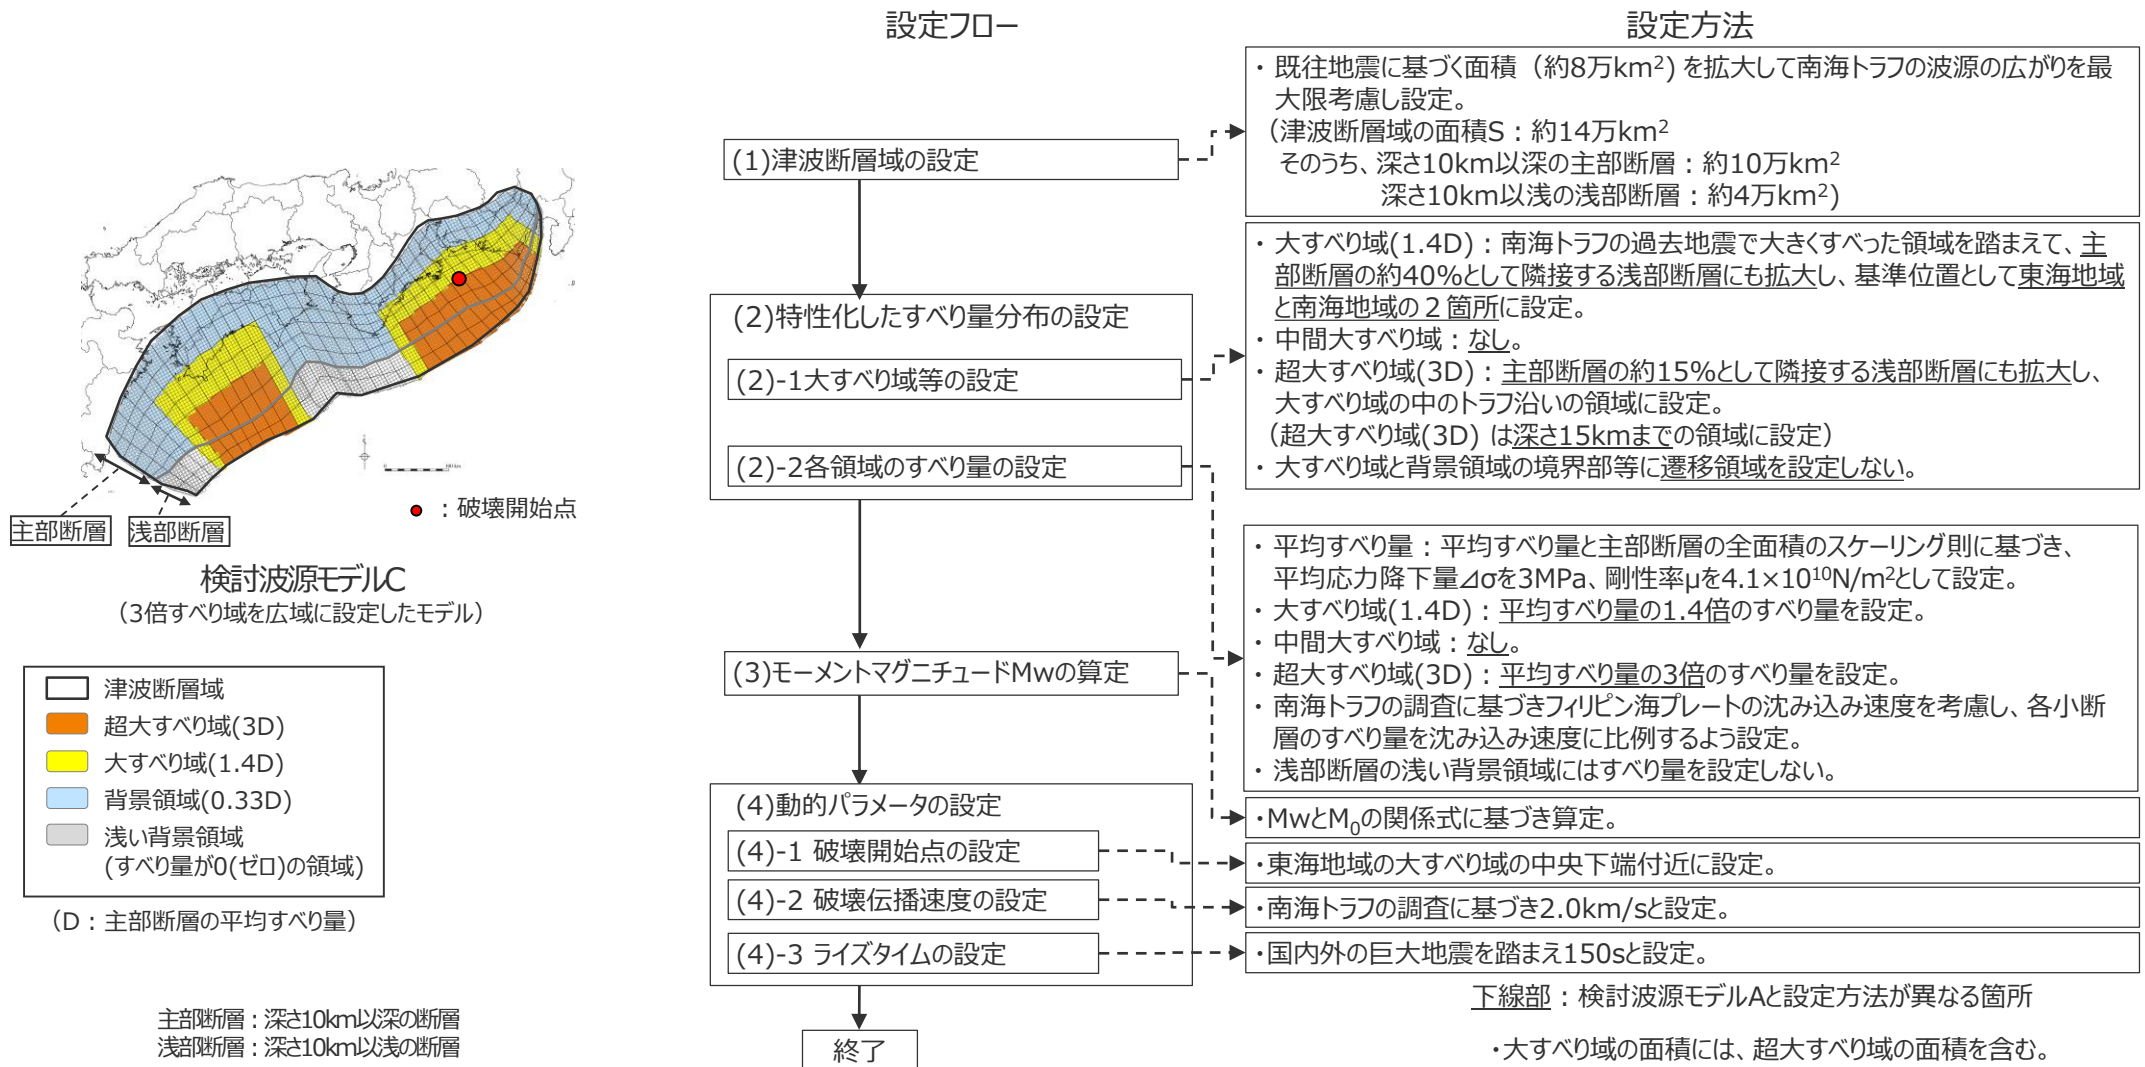 設定フロー
設定方法
主部断層
浅部断層
：破壊開始点
検討波源モデルC
（3倍すべり域を広域に設定したモデル）
津波断層域
超大すべり域(3D)
大すべり域(1.4D)
背景領域(0.33D)
浅い背景領域
(すべり量が0(ゼロ)の領域)
（D：主部断層の平均すべり量）
主部断層：深さ10km以深の断層
浅部断層：深さ10km以浅の断層
(1)津波断層域の設定
(2)特性化したすべり量分布の設定
(2)-1大すべり域等の設定
(2)-2各領域のすべり量の設定
(3)モーメントマグニチュードMwの算定
(4)動的パラメータの設定
(4)-1 破壊開始点の設定
(4)-2 破壊伝播速度の設定
(4)-3 ライズタイムの設定
終了
・既往地震に基づく面積（約8万km²）を拡大して南海トラフの波源の広がりを最
大限考慮し設定。
（津波断層域の面積S：約14万km²
そのうち、深さ10km以深の主部断層：約10万km²
深さ10km以浅の浅部断層：約4万km²)
・大すべり域(1.4D)：南海トラフの過去地震で大きくすべった領域を踏まえて、主
部断層の約40%として隣接する浅部断層にも拡大し、基準位置として東海地域
と南海地域の２箇所に設定。
・中間大すべり域：なし。
・超大すべり域(3D)：主部断層の約15%として隣接する浅部断層にも拡大し、
大すべり域の中のトラフ沿いの領域に設定。
（超大すべり域(3D) は深さ15kmまでの領域に設定）
・大すべり域と背景領域の境界部等に遷移領域を設定しない。
・平均すべり量：平均すべり量と主部断層の全面積のスケーリング則に基づき、
平均応力降下量⊿σを3MPa、剛性率μを4.1×10¹⁰N/m²として設定。
・大すべり域(1.4D)：平均すべり量の1.4倍のすべり量を設定。
・中間大すべり域：なし。
・超大すべり域(3D)：平均すべり量の3倍のすべり量を設定。
・南海トラフの調査に基づきフィリピン海プレートの沈み込み速度を考慮し、各小断
層のすべり量を沈み込み速度に比例するよう設定。
・浅部断層の浅い背景領域にはすべり量を設定しない。
・MwとM₀の関係式に基づき算定。
・東海地域の大すべり域の中央下端付近に設定。
・南海トラフの調査に基づき2.0km/sと設定。
・国内外の巨大地震を踏まえ150sと設定。
下線部：検討波源モデルAと設定方法が異なる箇所
・大すべり域の面積には、超大すべり域の面積を含む。